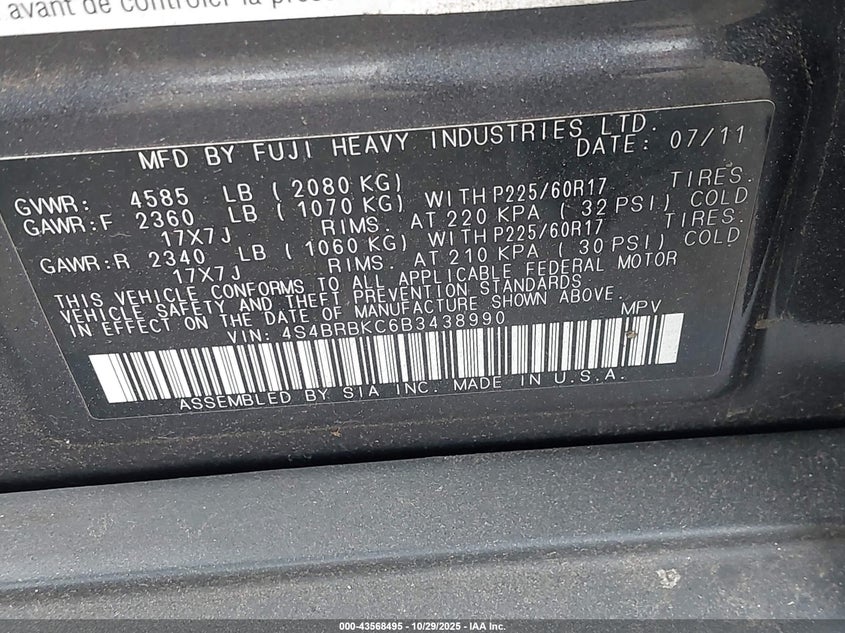 avant de contrôler la
MFD BY FUJI HEAVY INDUSTRIES LTD.
DATE: 07/11
GVWR: 4585 LB (2080 KG)
GAWR:F 2360 LB (1070 KG) WITH P225/60R17 TIRES.
17X7J RIMS. AT 220 KPA (32 PSI) COLD
GAWR:R 2340 LB (1060 KG) WITH P225/60R17 TIRES.
17X7J RIMS. AT 210 KPA (30 PSI) COLD
THIS VEHICLE CONFORMS TO ALL APPLICABLE FEDERAL MOTOR
VEHICLE SAFETY AND THEFT PREVENTION STANDARDS
IN EFFECT ON THE DATE OF MANUFACTURE SHOWN ABOVE.
VIN: 4S4BRBKC6B3438990 MPV
ASSEMBLED BY SIA INC. MADE IN U.S.A.
000-43568495 - 10/29/2025 - IAA Inc.